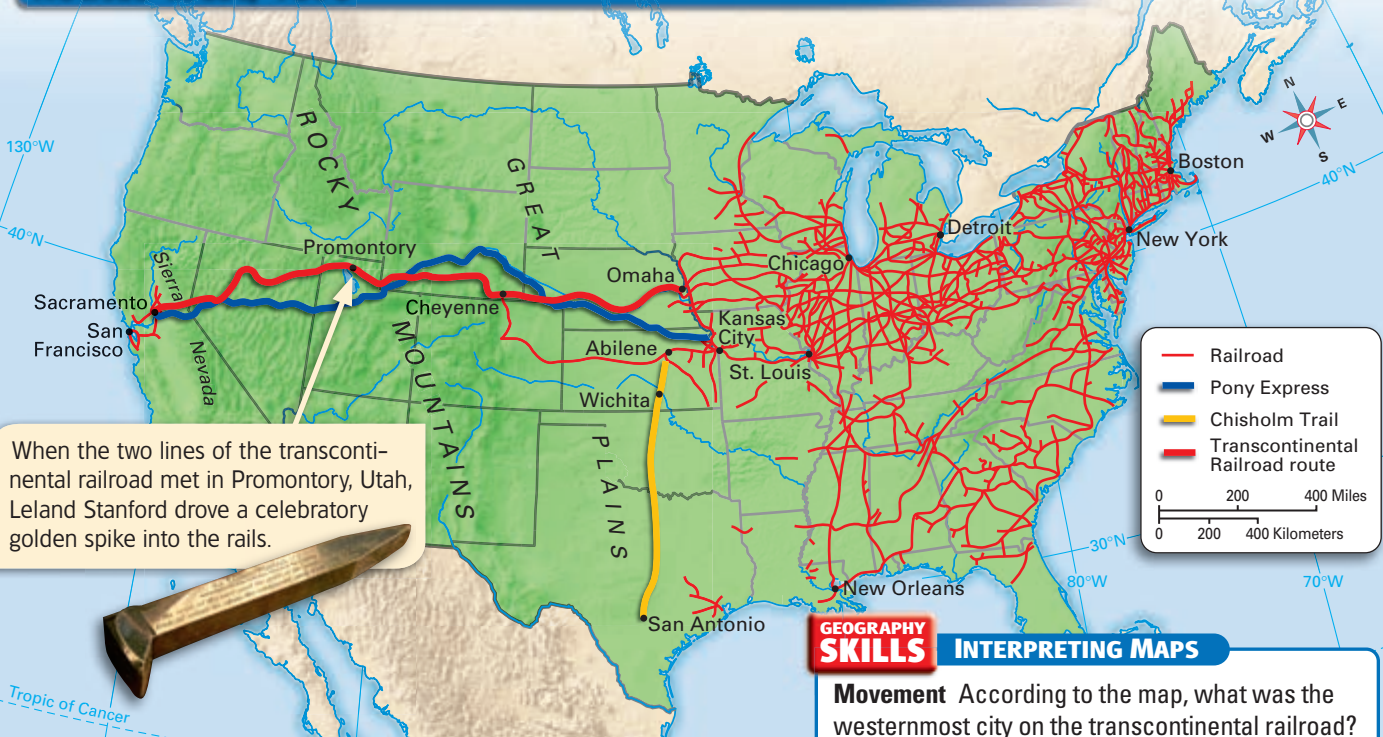 130°W
40°N
ROCKY
GREAT
Promontory
Sierra
Nevada
Sacramento
San
Francisco
Cheyenne
MOUNTAINS
Omaha
Chicago
Detroit
Boston
New York
40°N
N
E
W
S
Kansas
City
Abilene
St. Louis
Wichita
PLAINS
San Antonio
New Orleans
30°N
80°W
70°W
Tropic of Cancer
When the two lines of the transconti-
nental railroad met in Promontory, Utah,
Leland Stanford drove a celebratory
golden spike into the rails.
Railroad
Pony Express
Chisholm Trail
Transcontinental
Railroad route
0 200 400 Miles
0 200 400 Kilometers
GEOGRAPHY
SKILLS INTERPRETING MAPS
Movement According to the map, what was the
westernmost city on the transcontinental railroad?